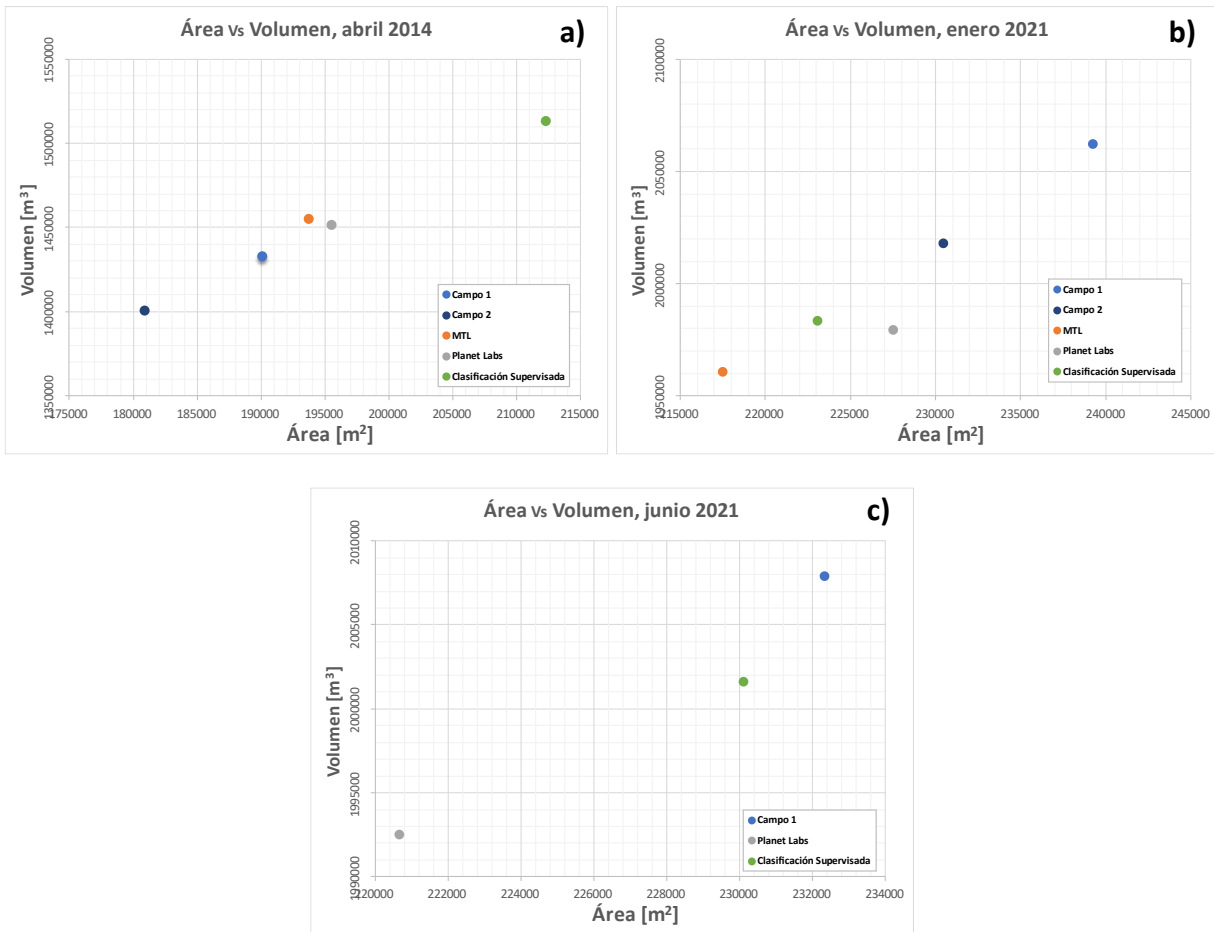 Área Vs Volumen, abril 2014
a)
Volumen [m³]
1550000
1500000
1450000
1400000
1350000
175000 180000 185000 190000 195000 200000 205000 210000 215000
Área [m²]
Campo 1
Campo 2
MTL
Planet Labs
Clasificación Supervisada
Área Vs Volumen, enero 2021
b)
Volumen [m³]
2100000
2050000
2000000
1950000
215000 220000 225000 230000 235000 240000 245000
Área [m²]
Campo 1
Campo 2
MTL
Planet Labs
Clasificación Supervisada
Área Vs Volumen, junio 2021
c)
Volumen [m³]
2010000
2005000
2000000
1995000
1990000
220000 222000 224000 226000 228000 230000 232000 234000
Área [m²]
Campo 1
Planet Labs
Clasificación Supervisada